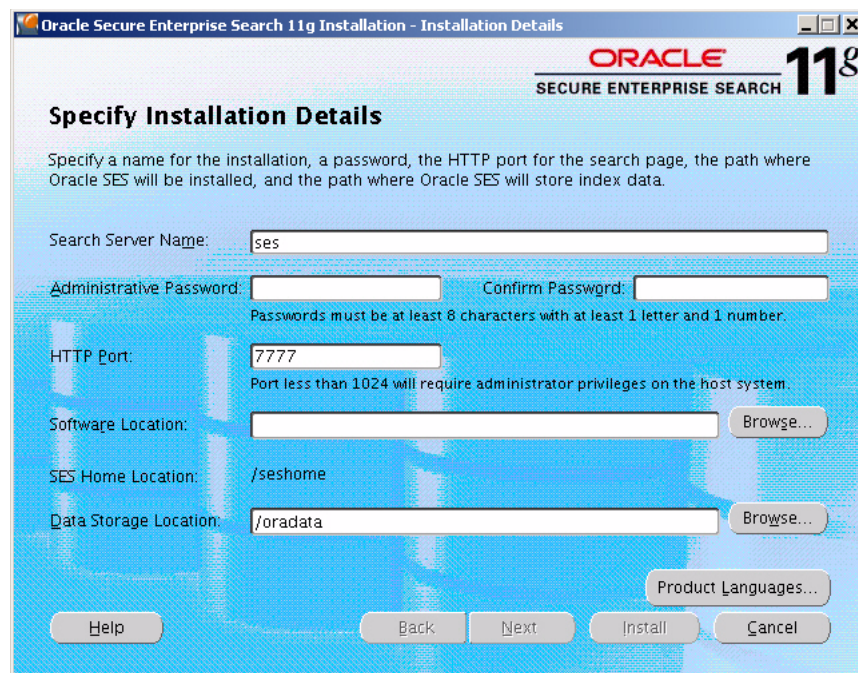 Oracle Secure Enterprise Search 11g Installation - Installation Details
ORACLE
SECURE ENTERPRISE SEARCH 11g
Specify Installation Details
Specify a name for the installation, a password, the HTTP port for the search page, the path where
Oracle SES will be installed, and the path where Oracle SES will store index data.
Search Server Name: ses
Administrative Password: Confirm Password:
Passwords must be at least 8 characters with at least 1 letter and 1 number.
HTTP Port: 7777
Port less than 1024 will require administrator privileges on the host system.
Software Location: Browse...
SES Home Location: /seshome
Data Storage Location: /oradata Browse...
Product Languages...
Help Back Next Install Cancel